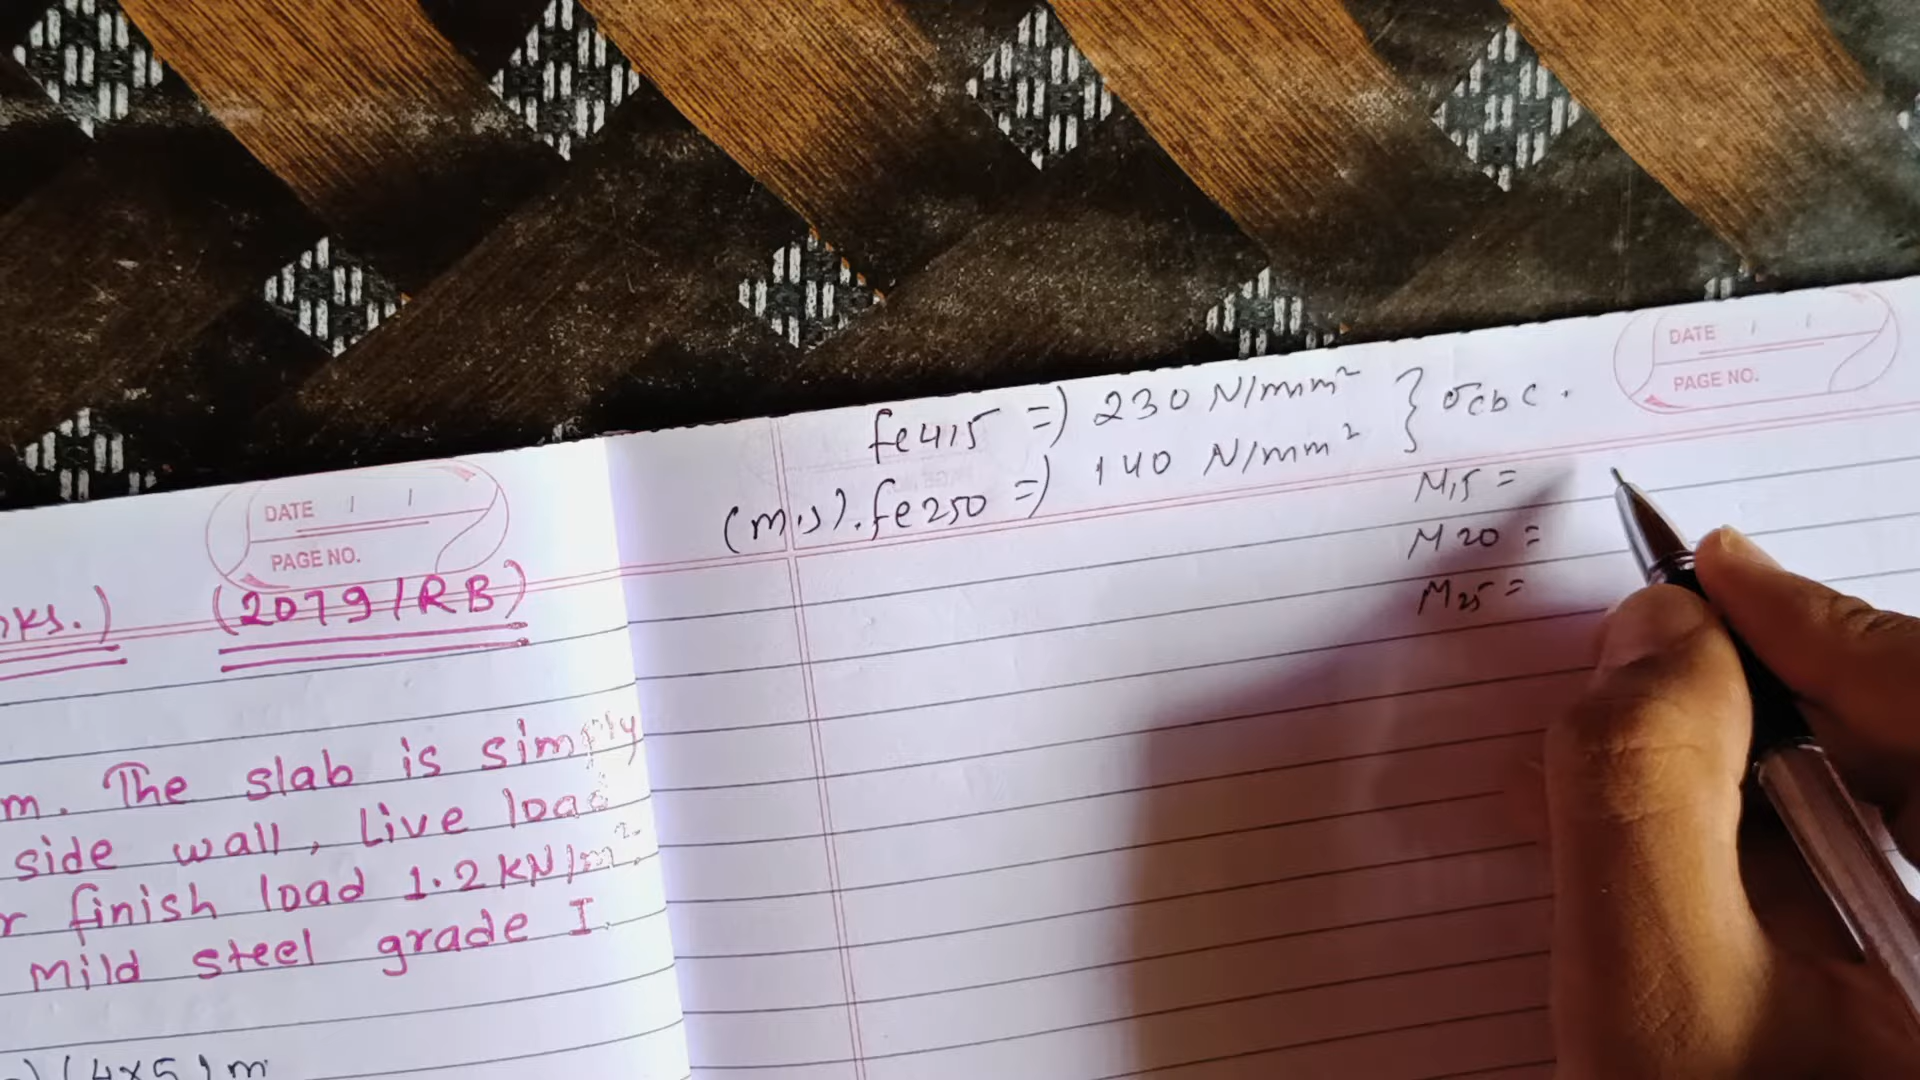 DATE
PAGE NO.
(2079/RB)
m. The slab is simply
side wall, Live load
finish load 1.2 KN/m².
Mild steel grade I.
(4x5)m
fe415 => 230 N/mm² } σcbc.
(m.s).fe250 => 140 N/mm²
M15 =
M20 =
M25 =
DATE
PAGE NO.